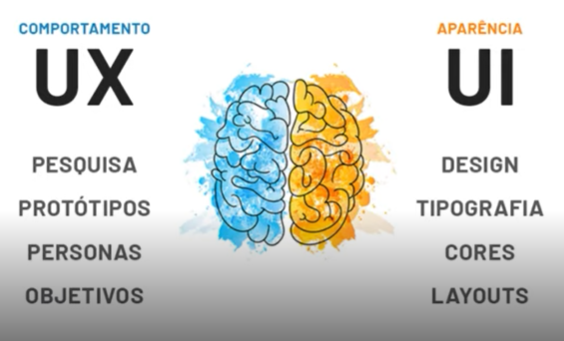 COMPORTAMENTO
UX
PESQUISA
PROTÓTIPOS
PERSONAS
OBJETIVOS
APARÊNCIA
UI
DESIGN
TIPOGRAFIA
CORES
LAYOUTS